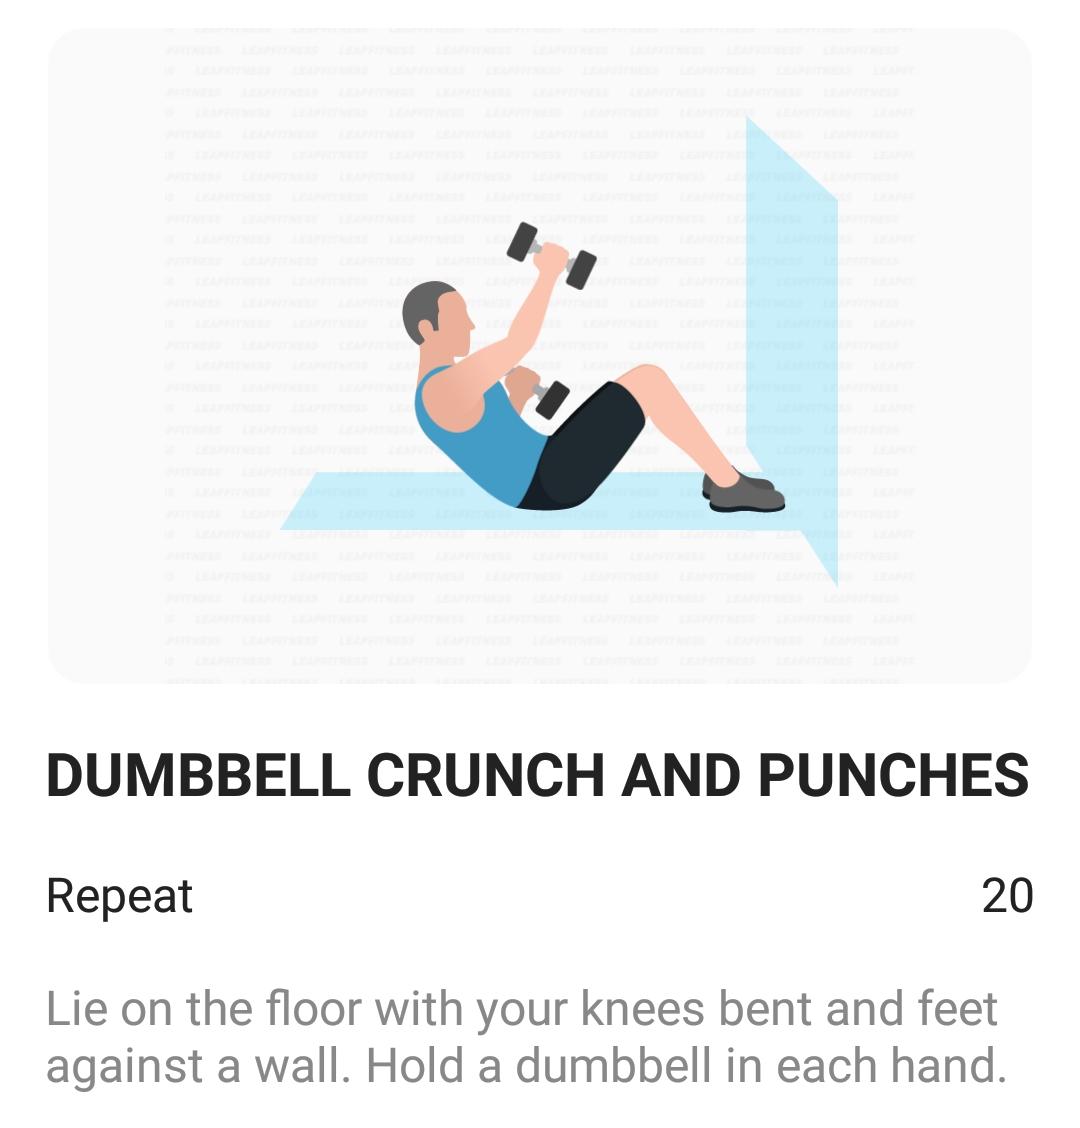 DUMBBELL CRUNCH AND PUNCHES
Repeat 20
Lie on the floor with your knees bent and feet
against a wall. Hold a dumbbell in each hand.